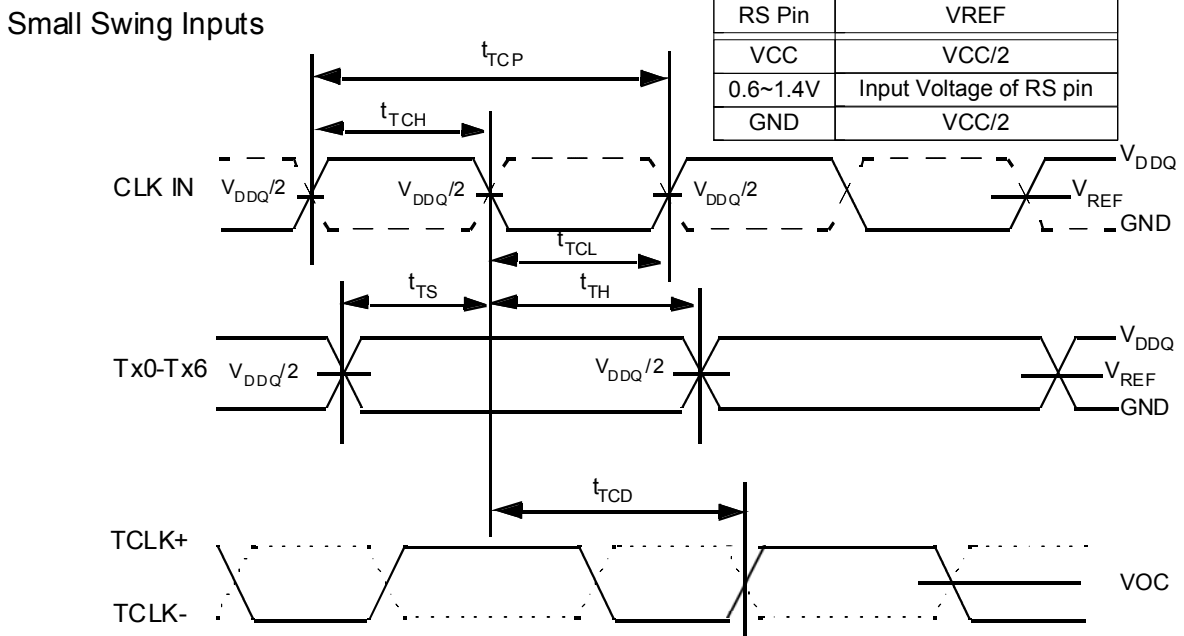 Small Swing Inputs
RS Pin VREF
VCC VCC/2
0.6~1.4V Input Voltage of RS pin
GND VCC/2
tTCP
tTCH
CLK IN VDDQ/2 VDDQ/2 VDDQ/2 VDDQ
VREF
GND
tTCL
tTS tTH
VDDQ
Tx0-Tx6 VDDQ/2 VDDQ/2 VREF
GND
tTCD
TCLK+
VOC
TCLK-